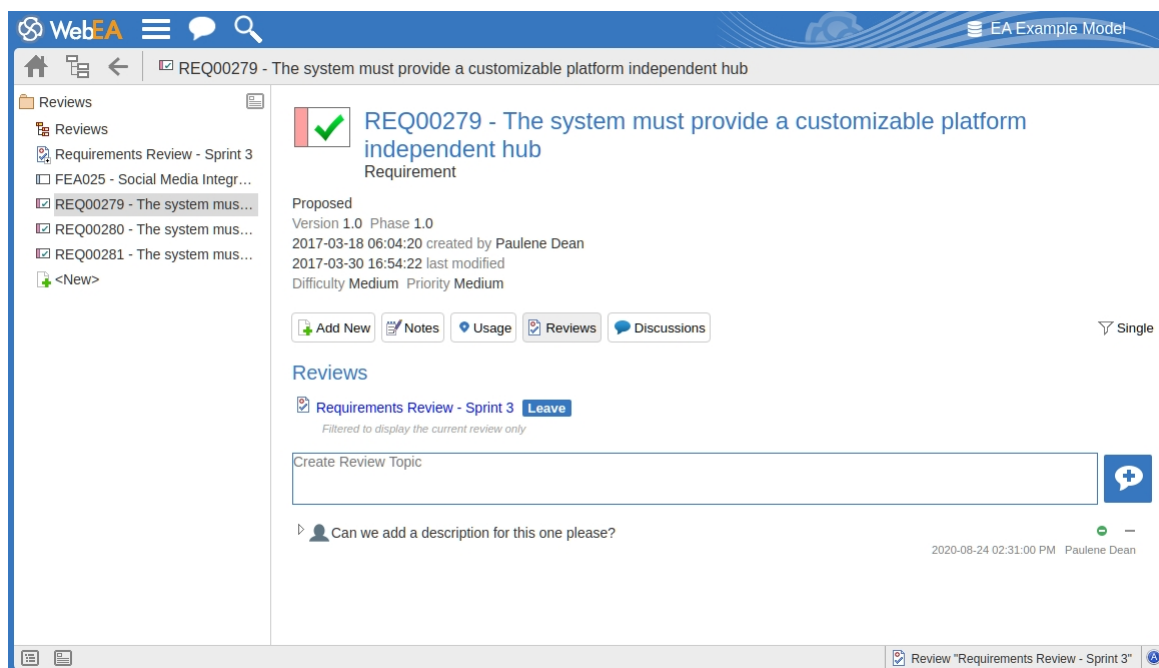 WebEA
EA Example Model
REQ00279 - The system must provide a customizable platform independent hub
Reviews
Reviews
Requirements Review - Sprint 3
FEA025 - Social Media Integr...
REQ00279 - The system mus...
REQ00280 - The system mus...
REQ00281 - The system mus...
<New>
REQ00279 - The system must provide a customizable platform
independent hub
Requirement
Proposed
Version 1.0 Phase 1.0
2017-03-18 06:04:20 created by Paulene Dean
2017-03-30 16:54:22 last modified
Difficulty Medium Priority Medium
Add New Notes Usage Reviews Discussions Single
Reviews
Requirements Review - Sprint 3 Leave
Filtered to display the current review only
Create Review Topic
Can we add a description for this one please?
2020-08-24 02:31:00 PM Paulene Dean
Review "Requirements Review - Sprint 3" A